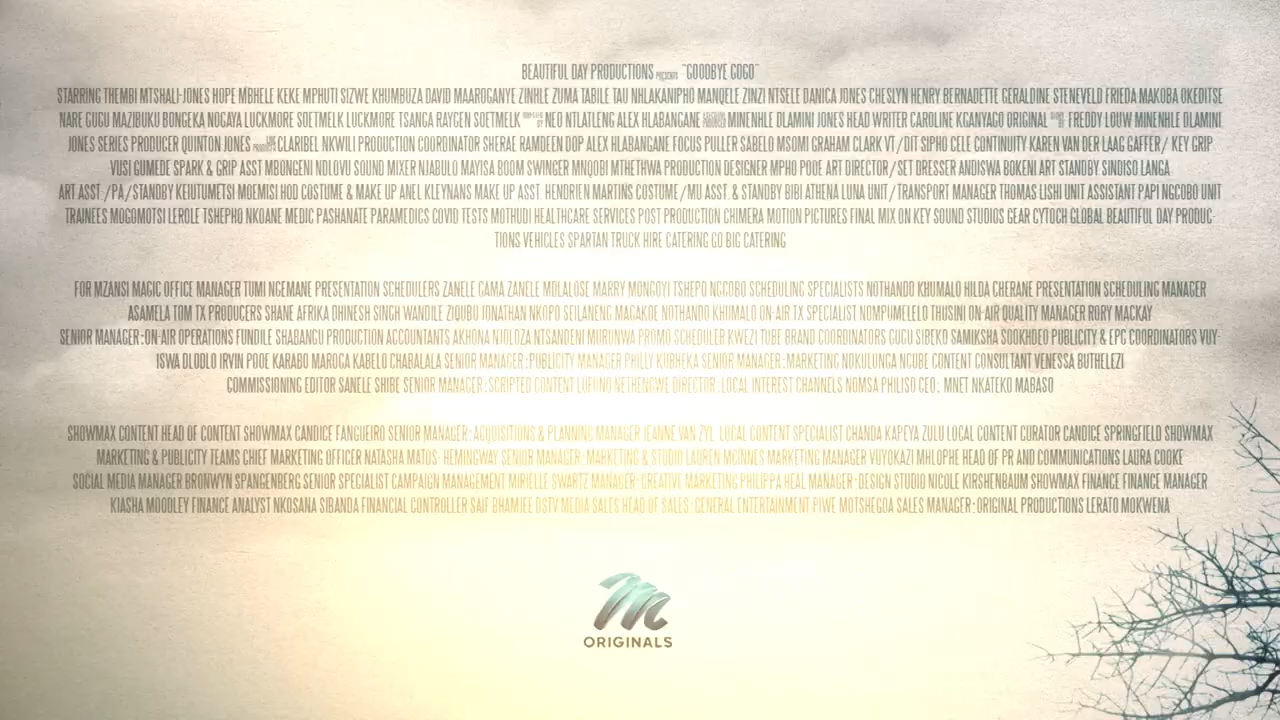 BEAUTIFUL DAY PRODUCTIONS PRESENTS "GOODBYE GOGO"
STARRING THEMBI MTSHALI-JONES HOPE MBHELE KEKE MPHUTI SIZWE KHUMBUZA DAVID MAAROGANYE ZINHLE ZUMA TABILE TAU NHLAKANIPHO MANQELE ZINZI NTSELE DANICA JONES CHESLYN HENRY BERNADETTE GERALDINE STENEVELD FRIEDA MAKOBA OKEDITSE
NARE GUGU MAZIBUKU BONGEKA NOGAYA LUCKMORE SOETMELK LUCKMORE TSANGA RAYGEN SOETMELK BY NEO NTLATLENG ALEX HLABANGANE PRODUCER MINENHLE DLAMINI JONES HEAD WRITER CAROLINE KGANYAGO ORIGINAL BY FREDDY LOUW MINENHLE DLAMINI
JONES SERIES PRODUCER QUINTON JONES CLARIBEL NKWILI PRODUCTION COORDINATOR SHERAE RAMDEEN DOP ALEX HLABANGANE FOCUS PULLER SABELO MSOMI GRAHAM CLARK VT/DIT SIPHO CELE CONTINUITY KAREN VAN DER LAAG GAFFER/ KEY GRIP
VUSI GUMEDE SPARK & GRIP ASST MBONGENI NDLOVU SOUND MIXER NJABULO MAYISA BOOM SWINGER MNQOBI MTHETHWA PRODUCTION DESIGNER MPHO POOE ART DIRECTOR/SET DRESSER ANDISWA BOKENI ART STANDBY SINDISO LANGA
ART ASST./PA/STANDBY KEIUTUMETSI MOEMISI HOD COSTUME & MAKE UP ANEL KLEYNANS MAKE UP ASST. HENDRIEN MARTINS COSTUME/MU ASST. & STANDBY BIBI ATHENA LUNA UNIT/TRANSPORT MANAGER THOMAS LISHI UNIT ASSISTANT PAPI NGCOBO UNIT
TRAINEES MOGOMOTSI LEROLE TSHEPHO NKOANE MEDIC PASHANATE PARAMEDICS COVID TESTS MOTHUDI HEALTHCARE SERVICES POST PRODUCTION CHIMERA MOTION PICTURES FINAL MIX ON KEY SOUND STUDIOS GEAR CYTOCH GLOBAL BEAUTIFUL DAY PRODUC-
TIONS VEHICLES SPARTAN TRUCK HIRE CATERING GO BIG CATERING
FOR MZANSI MAGIC OFFICE MANAGER TUMI NGEMANE PRESENTATION SCHEDULERS ZANELE GAMA ZANELE MDLALOSE MARRY MONGOYI TSHEPO NGCOBO SCHEDULING SPECIALISTS NOTHANDO KHUMALO HILDA CHERANE PRESENTATION SCHEDULING MANAGER
ASAMELA TOM TX PRODUCERS SHANE AFRIKA DHINESH SINGH WANDILE ZIQUBU JONATHAN NKOPO SEILANENG MAGAKOE NOTHANDO KHUMALO ON-AIR TX SPECIALIST NOMPUMELELO THUSINI ON-AIR QUALITY MANAGER RORY MACKAY
SENIOR MANAGER:ON-AIR OPERATIONS FUNDILE SHABANGU PRODUCTION ACCOUNTANTS AKHONA NJOLOZA NTSANDENI MURUNWA PROMO SCHEDULER KWEZI TUBE BRAND COORDINATORS GUGU SIBEKO SAMIKSHA SOOKHDEO PUBLICITY & EPG COORDINATORS VUY-
ISWA DLODLO IRVIN POOE KARABO MAROGA KABELO CHABALALA SENIOR MANAGER:PUBLICITY MANAGER PHILLY KUBHEKA SENIOR MANAGER:MARKETING NOKULUNGA NCUBE CONTENT CONSULTANT VENESSA BUTHELEZI
COMMISSIONING EDITOR SANELE SHIBE SENIOR MANAGER:SCRIPTED CONTENT LUFUNO NETHENGWE DIRECTOR: LOCAL INTEREST CHANNELS NOMSA PHILISO CEO: MNET NKATEKO MABASO
SHOWMAX CONTENT HEAD OF CONTENT SHOWMAX CANDICE FANGUEIRO SENIOR MANAGER: ACQUISITIONS & PLANNING MANAGER JEANNE VAN ZYL LOCAL CONTENT SPECIALIST CHANDA KAPEYA ZULU LOCAL CONTENT CURATOR CANDICE SPRINGFIELD SHOWMAX
MARKETING & PUBLICITY TEAMS CHIEF MARKETING OFFICER NATASHA MATOS- HEMINGWAY SENIOR MANAGER: MARKETING & STUDIO LAUREN MCINNES MARKETING MANAGER VUYOKAZI MHLOPHE HEAD OF PR AND COMMUNICATIONS LAURA COOKE
SOCIAL MEDIA MANAGER BRONWYN SPANGENBERG SENIOR SPECIALIST CAMPAIGN MANAGEMENT MIRIELLE SWARTZ MANAGER-CREATIVE MARKETING PHILIPPA HEAL MANAGER-DESIGN STUDIO NICOLE KIRSHENBAUM SHOWMAX FINANCE FINANCE MANAGER
KIASHA MOODLEY FINANCE ANALYST NKOSANA SIBANDA FINANCIAL CONTROLLER SAIF BHAMJEE DSTV MEDIA SALES HEAD OF SALES: GENERAL ENTERTAINMENT PIWE MOTSHEGOA SALES MANAGER:ORIGINAL PRODUCTIONS LERATO MOKWENA
M
ORIGINALS